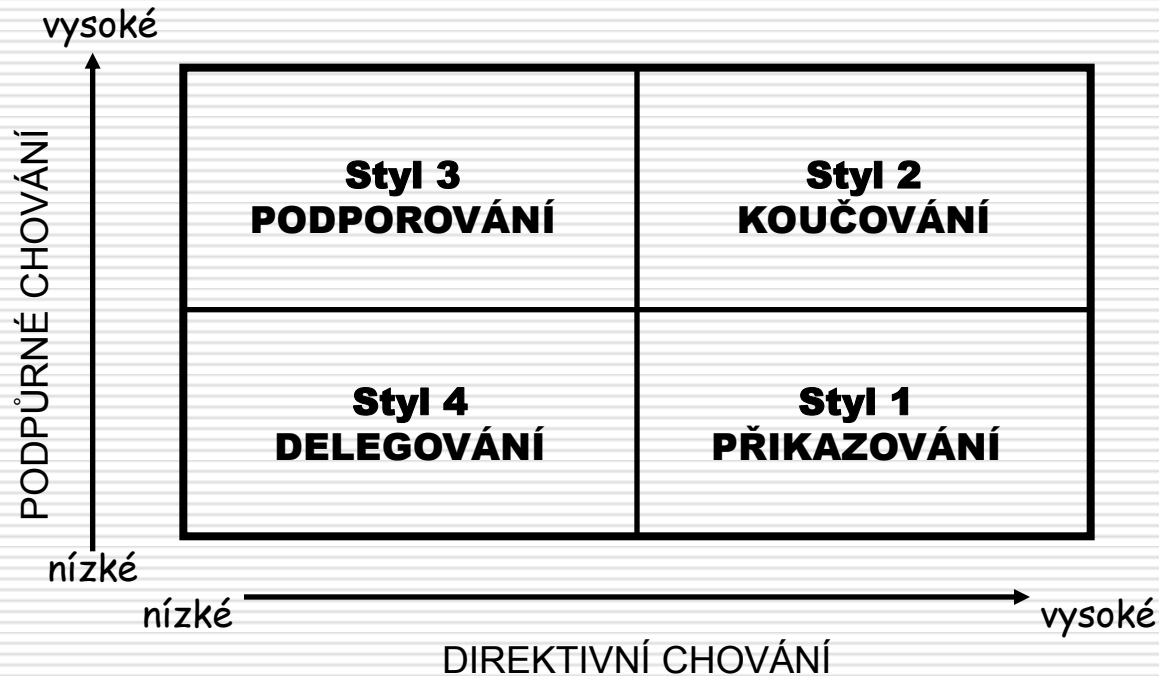 vysoké
PODPŮRNÉ CHOVÁNÍ
Styl 3
PODPOROVÁNÍ
Styl 2
KOUČOVÁNÍ
Styl 4
DELEGOVÁNÍ
Styl 1
PŘIKAZOVÁNÍ
nízké
nízké
vysoké
DIREKTIVNÍ CHOVÁNÍ